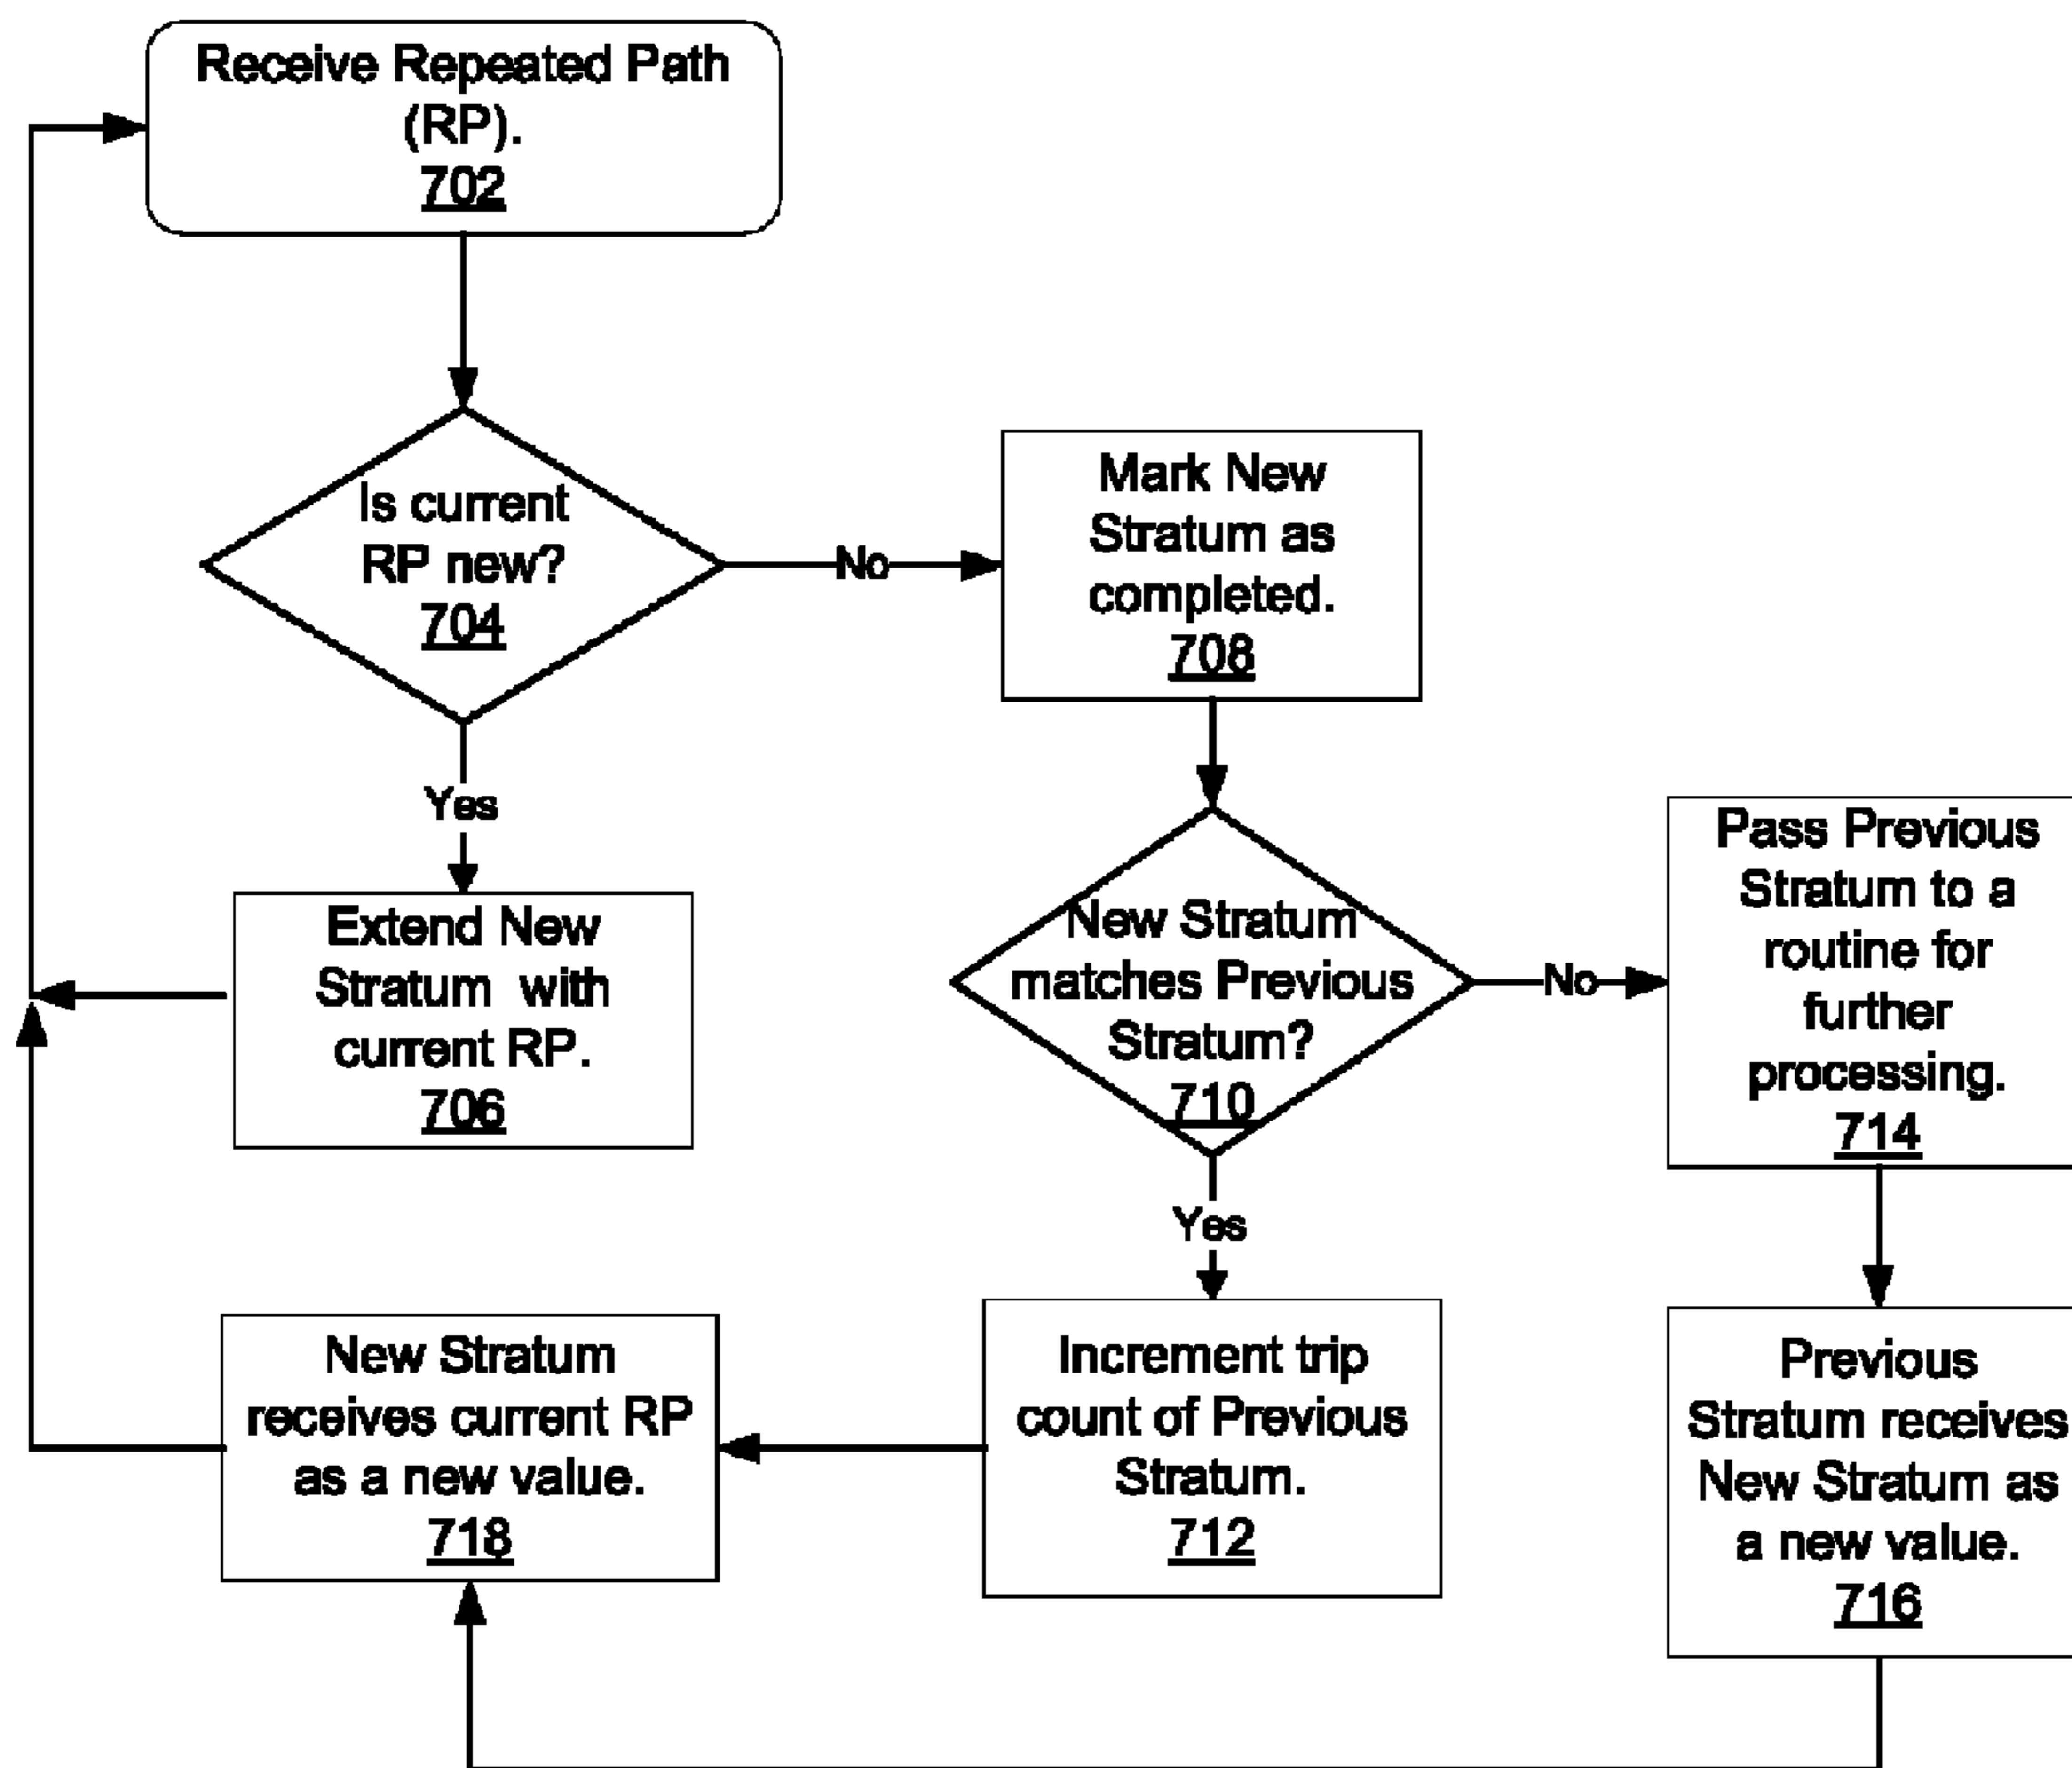 Receive Repeated Path
(RP).
702
Is current
RP new?
704
No
Mark New
Stratum as
completed.
708
Yes
Extend New
Stratum with
current RP.
706
New Stratum
matches Previous
Stratum?
710
No
Pass Previous
Stratum to a
routine for
further
processing.
714
Yes
New Stratum
receives current RP
as a new value.
718
Increment trip
count of Previous
Stratum.
712
Previous
Stratum receives
New Stratum as
a new value.
716